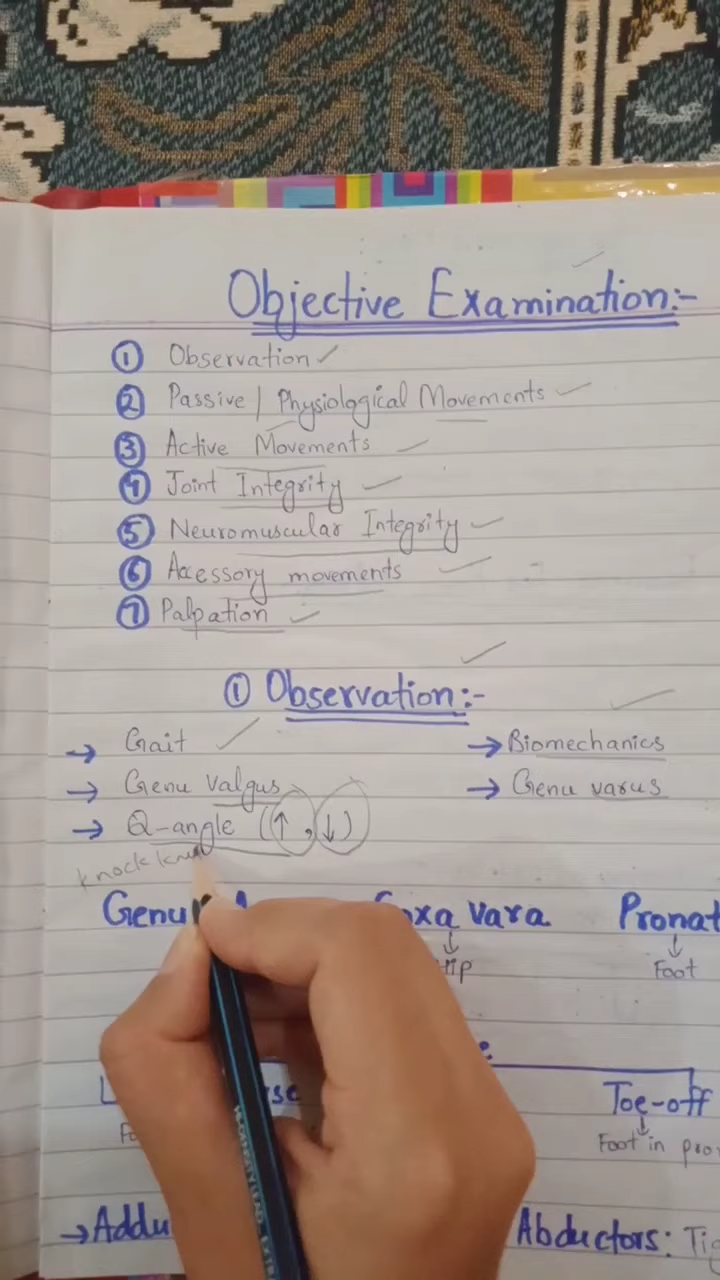 Objective Examination:-
① Observation ✓
② Passive / Physiological Movements ✓
③ Active Movements ✓
④ Joint Integrity ✓
⑤ Neuromuscular Integrity ✓
⑥ Accessory movements ✓
⑦ Palpation ✓
① Observation:-
→ Gait ✓ → Biomechanics
→ Genu Valgus → Genu varus
→ Q-angle (↑, ↓)
knock
Genu Coxa Vara Pronat
↓ ↓
Hip Foot
Toe-off
↓
Foot in pro
→ Addu Abductors: Tig